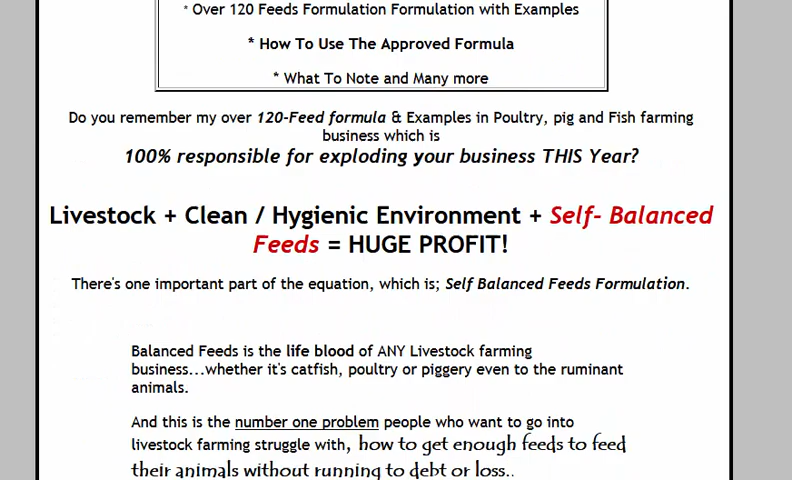 * Over 120 Feeds Formulation Formulation with Examples
* How To Use The Approved Formula
* What To Note and Many more
Do you remember my over 120-Feed formula & Examples in Poultry, pig and Fish farming
business which is
100% responsible for exploding your business THIS Year?
Livestock + Clean / Hygienic Environment + Self- Balanced
Feeds = HUGE PROFIT!
There's one important part of the equation, which is; Self Balanced Feeds Formulation.
Balanced Feeds is the life blood of ANY Livestock farming
business...whether it's catfish, poultry or piggery even to the ruminant
animals.
And this is the number one problem people who want to go into
livestock farming struggle with, how to get enough feeds to feed
their animals without running to debt or loss..